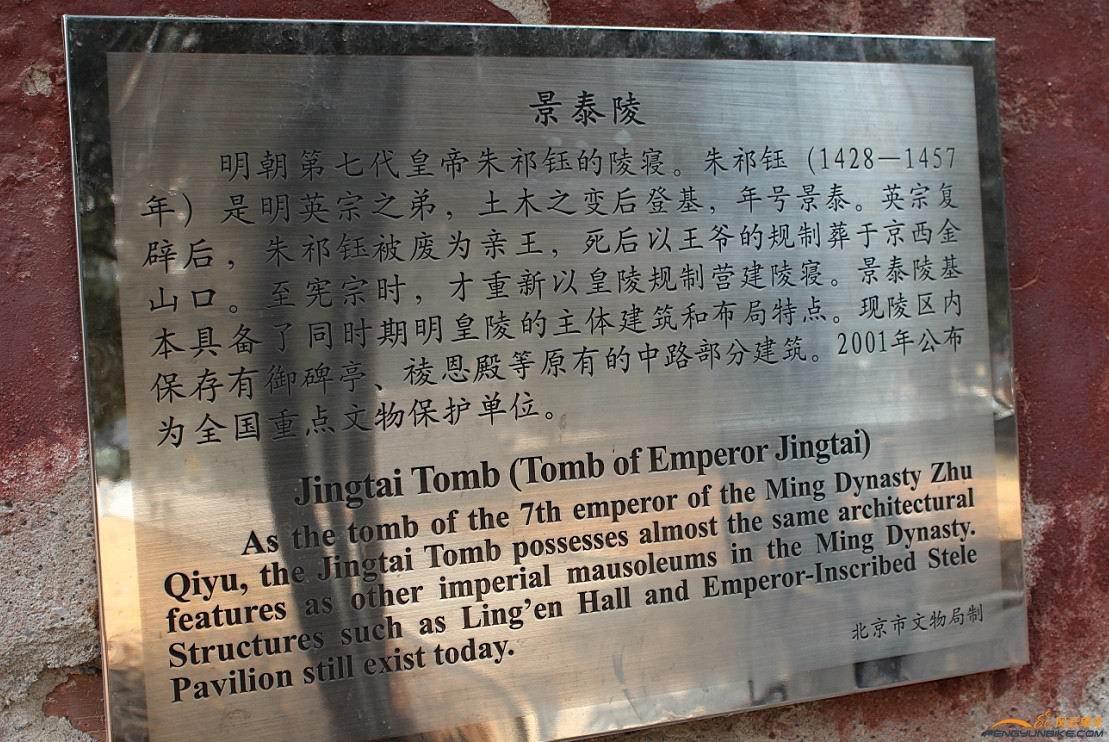 景泰陵
明朝第七代皇帝朱祁钰的陵寝。朱祁钰（1428—1457
年）是明英宗之弟，土木之变后登基，年号景泰。英宗复
辟后，朱祁钰被废为亲王，死后以王爷的规制葬于京西金
山口。至宪宗时，才重新以皇陵规制营建陵寝。景泰陵基
本具备了同时期明皇陵的主体建筑和布局特点。现陵区内
保存有御碑亭、祾恩殿等原有的中路部分建筑。2001年公布
为全国重点文物保护单位。
Jingtai Tomb (Tomb of Emperor Jingtai)
As the tomb of the 7th emperor of the Ming Dynasty Zhu
Qiyu, the Jingtai Tomb possesses almost the same architectural
features as other imperial mausoleums in the Ming Dynasty.
Structures such as Ling'en Hall and Emperor-Inscribed Stele
Pavilion still exist today.
北京市文物局制
FENGYUNBIKE.COM